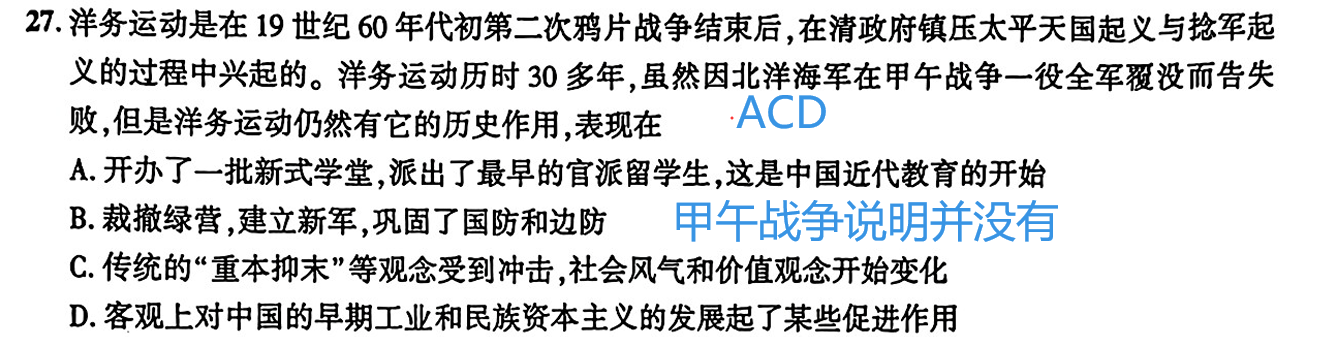 27. 洋务运动是在 19 世纪 60 年代初第二次鸦片战争结束后,在清政府镇压太平天国起义与捻军起
义的过程中兴起的。洋务运动历时 30 多年,虽然因北洋海军在甲午战争一役全军覆没而告失
败,但是洋务运动仍然有它的历史作用,表现在
ACD
A. 开办了一批新式学堂,派出了最早的官派留学生,这是中国近代教育的开始
B. 裁撤绿营,建立新军,巩固了国防和边防
甲午战争说明并没有
C. 传统的“重本抑末”等观念受到冲击,社会风气和价值观念开始变化
D. 客观上对中国的早期工业和民族资本主义的发展起了某些促进作用